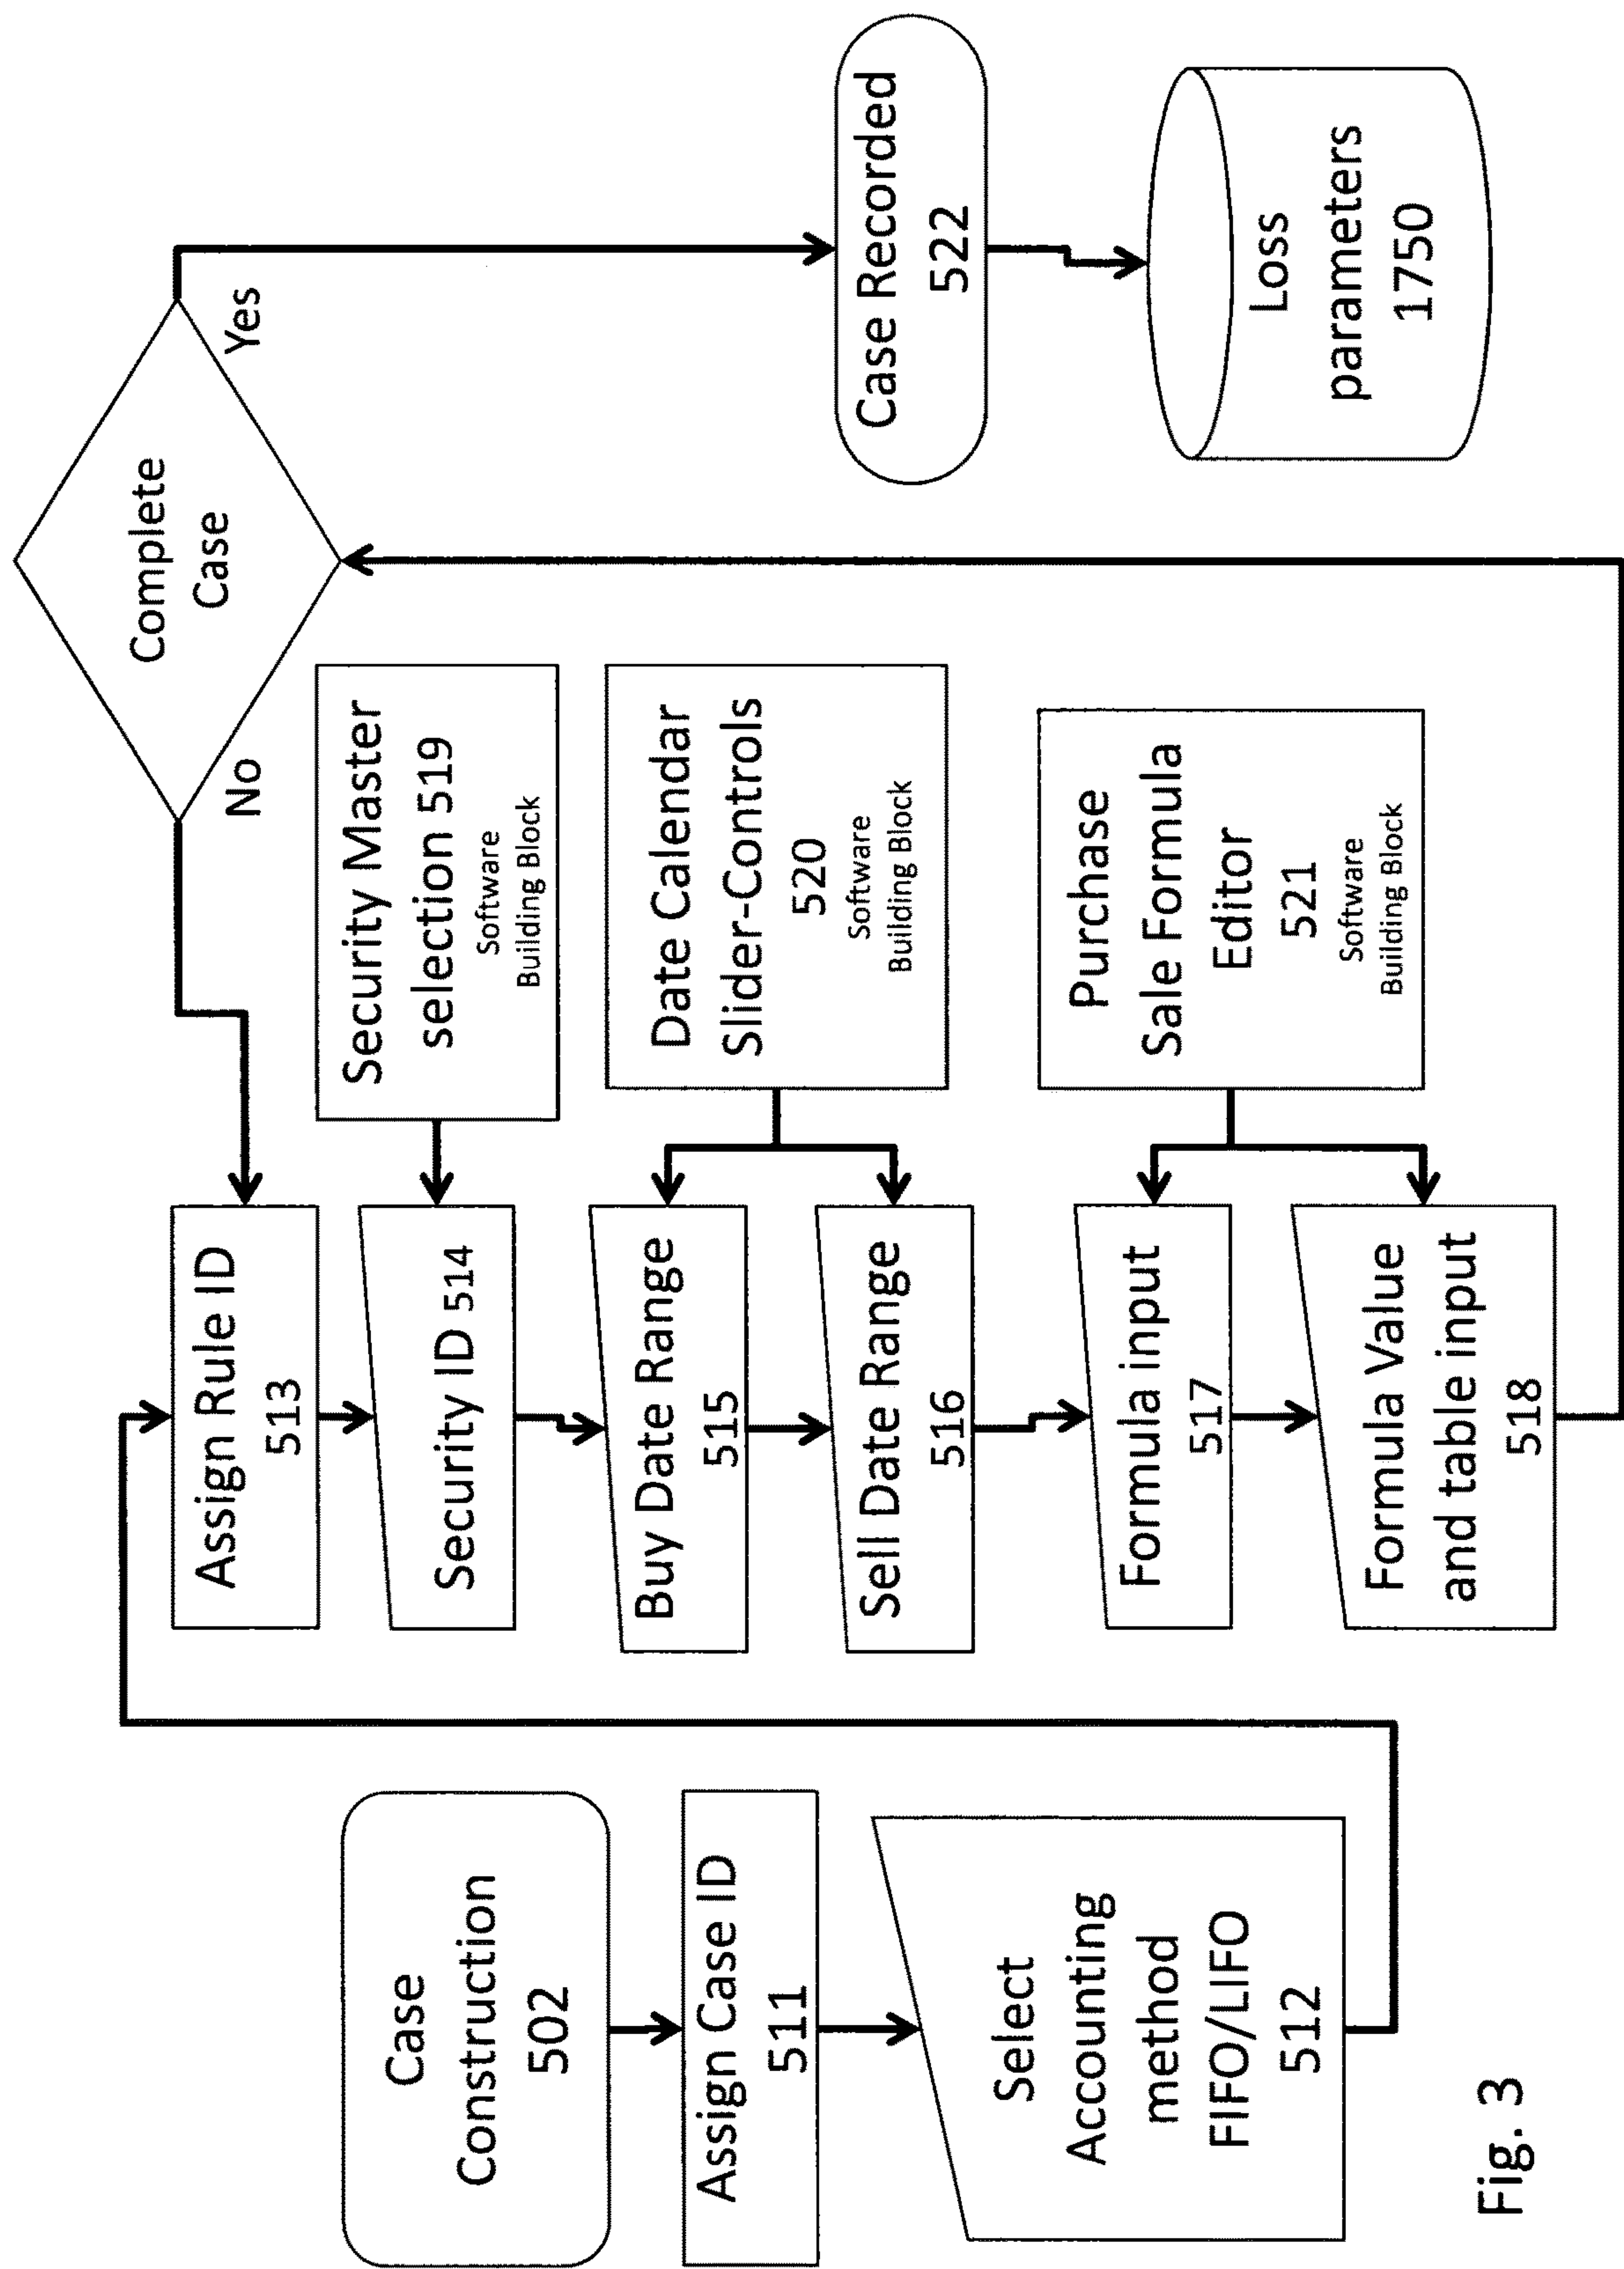 Case
Construction
502
Assign Case ID
511
Select
Accounting
method
FIFO/LIFO
512
Assign Rule ID
513
Security ID 514
Buy Date Range
515
Sell Date Range
516
Formula input
517
Formula Value
and table input
518
Security Master
selection 519
Software
Building Block
Date Calendar
Slider-Controls
520
Software
Building Block
Purchase
Sale Formula
Editor
521
Software
Building Block
Complete
Case
No
Yes
Case Recorded
522
Loss
parameters
1750
Fig. 3